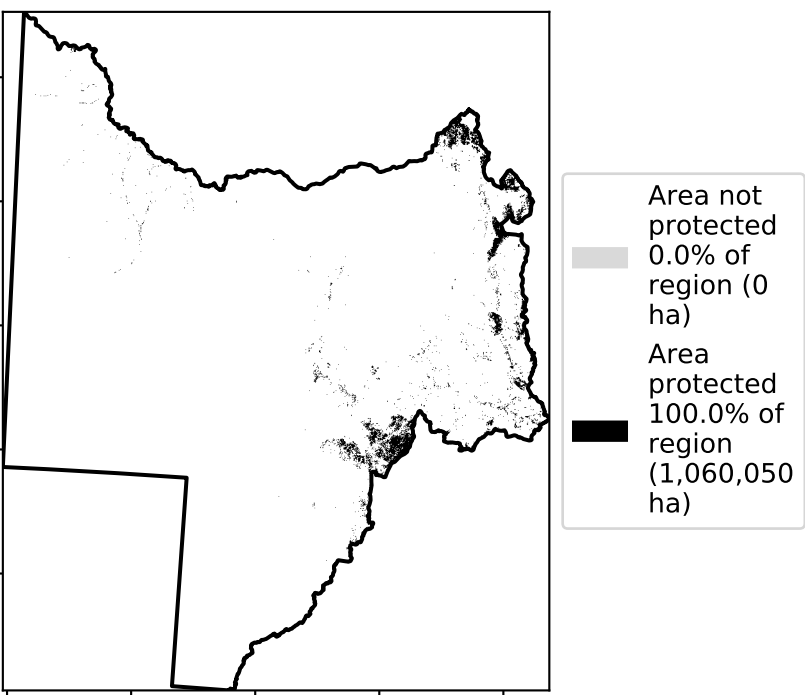 Area not
protected
0.0% of
region (0
ha)
Area
protected
100.0% of
region
(1,060,050
ha)